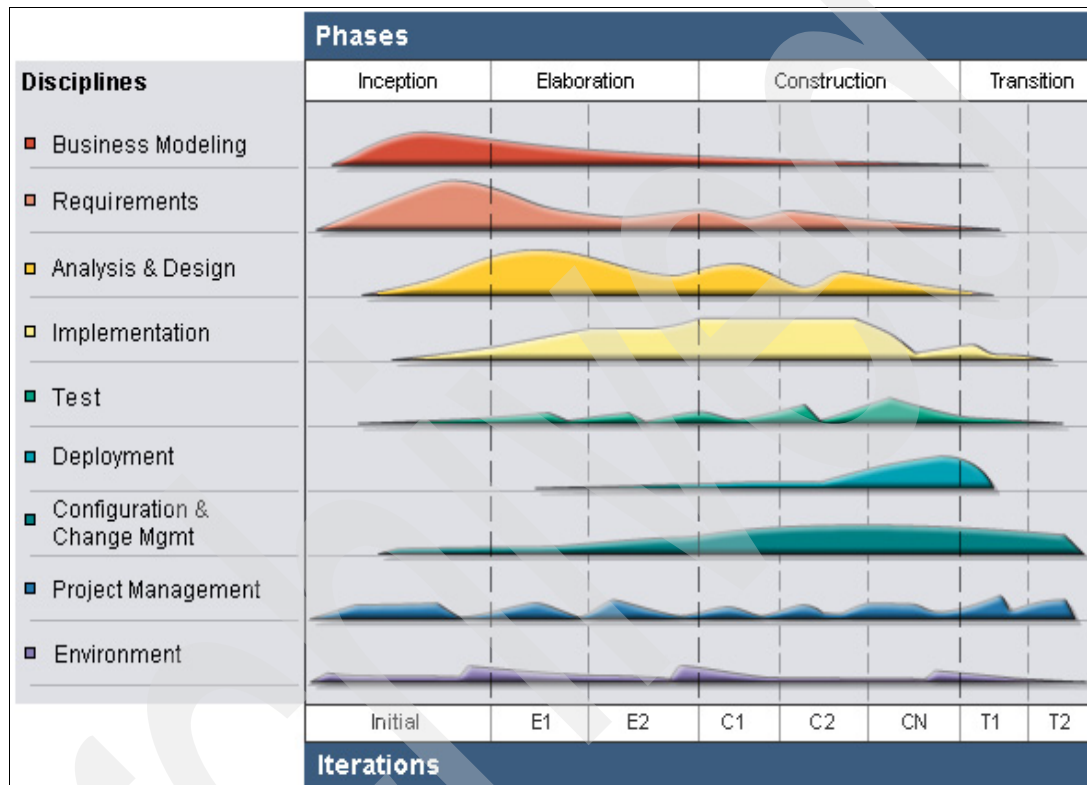 Phases
Disciplines
Inception
Elaboration
Construction
Transition
Business Modeling
Requirements
Analysis & Design
Implementation
Test
Deployment
Configuration &
Change Mgmt
Project Management
Environment
Initial
E1
E2
C1
C2
CN
T1
T2
Iterations